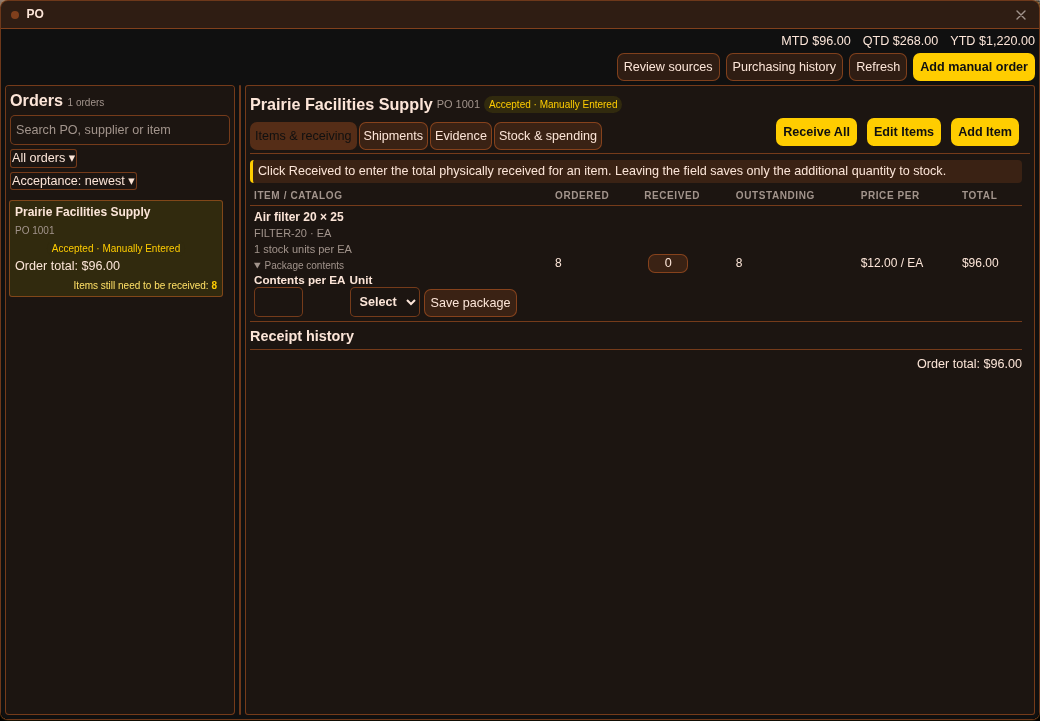 PO
MTD $96.00 QTD $268.00 YTD $1,220.00
Review sources Purchasing history Refresh Add manual order
Orders 1 orders
Search PO, supplier or item
All orders ▾
Acceptance: newest ▾
Prairie Facilities Supply
PO 1001
Accepted · Manually Entered
Order total: $96.00
Items still need to be received: 8
Prairie Facilities Supply PO 1001 Accepted · Manually Entered
Items & receiving Shipments Evidence Stock & spending Receive All Edit Items Add Item
Click Received to enter the total physically received for an item. Leaving the field saves only the additional quantity to stock.
ITEM / CATALOG ORDERED RECEIVED OUTSTANDING PRICE PER TOTAL
Air filter 20 × 25
FILTER-20 · EA
1 stock units per EA
▾ Package contents
8 0 8 $12.00 / EA $96.00
Contents per EA Unit
Select Save package
Receipt history
Order total: $96.00